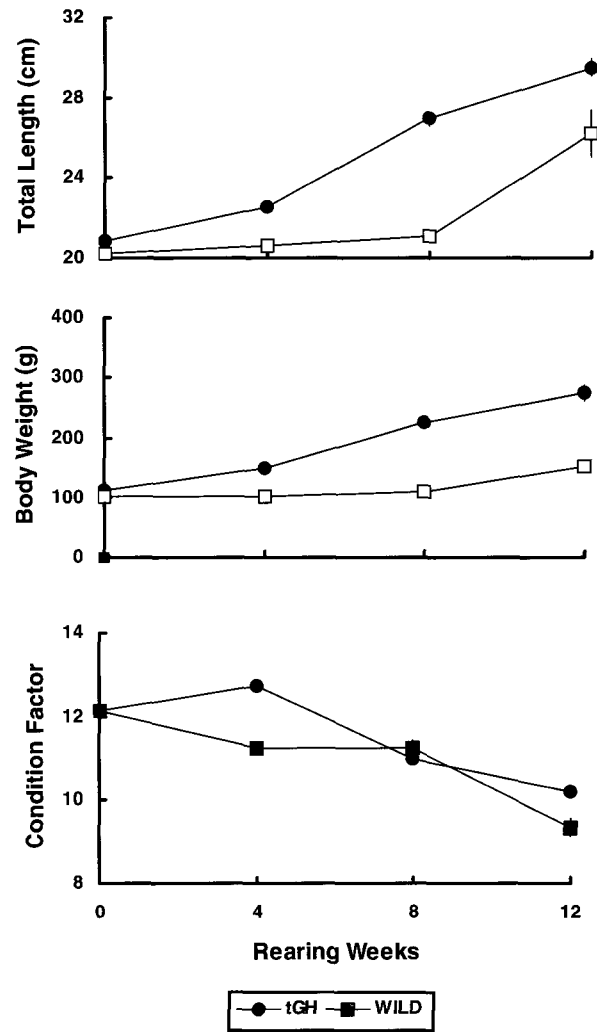 32
28
24
20
Total Length (cm)
400
300
200
100
0
Body Weight (g)
14
12
10
8
Condition Factor
0 4 8 12
Rearing Weeks
tGH WILD